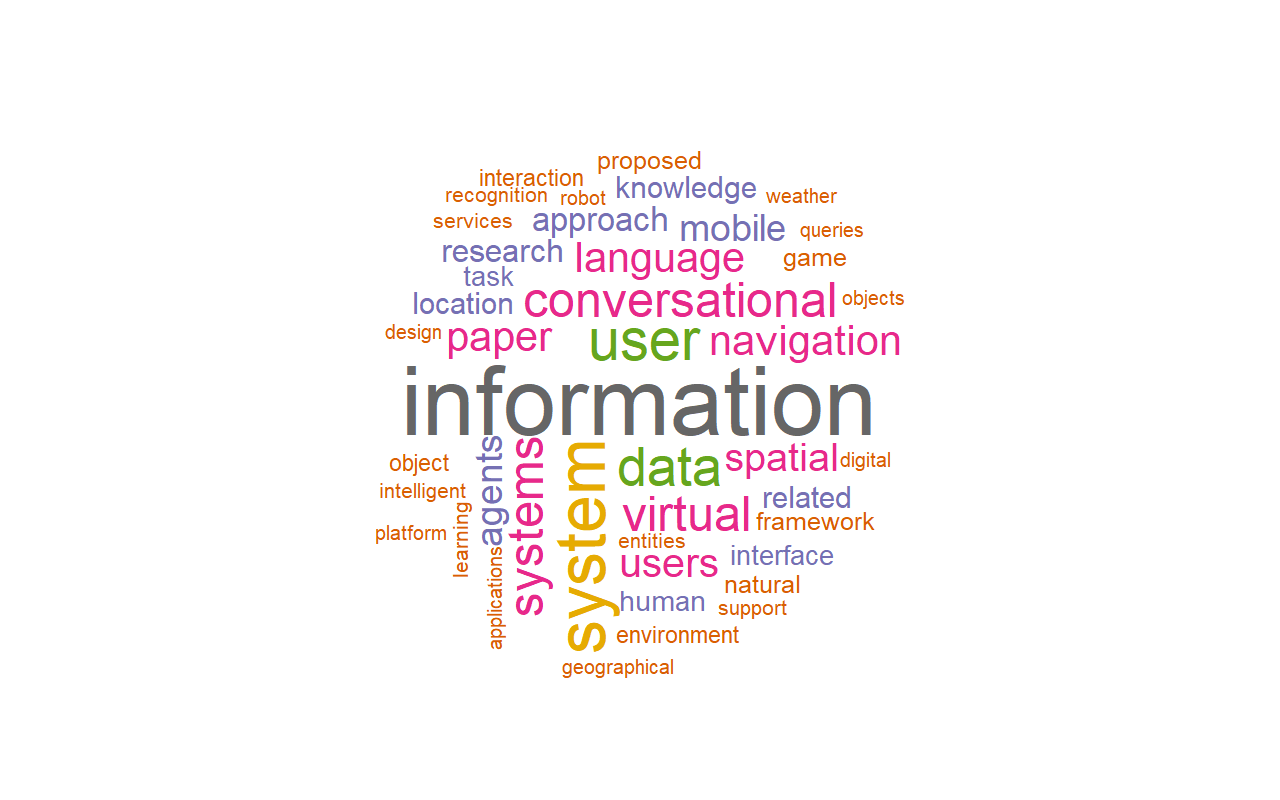 proposed
interaction
knowledge
recognition
robot
weather
services
approach
mobile
queries
research
language
game
task
location
conversational
objects
design
paper
user
navigation
information
object
agents
systems
system
data
spatial
digital
intelligent
virtual
related
platform
learning
framework
entities
users
interface
applications
natural
human
support
environment
geographical